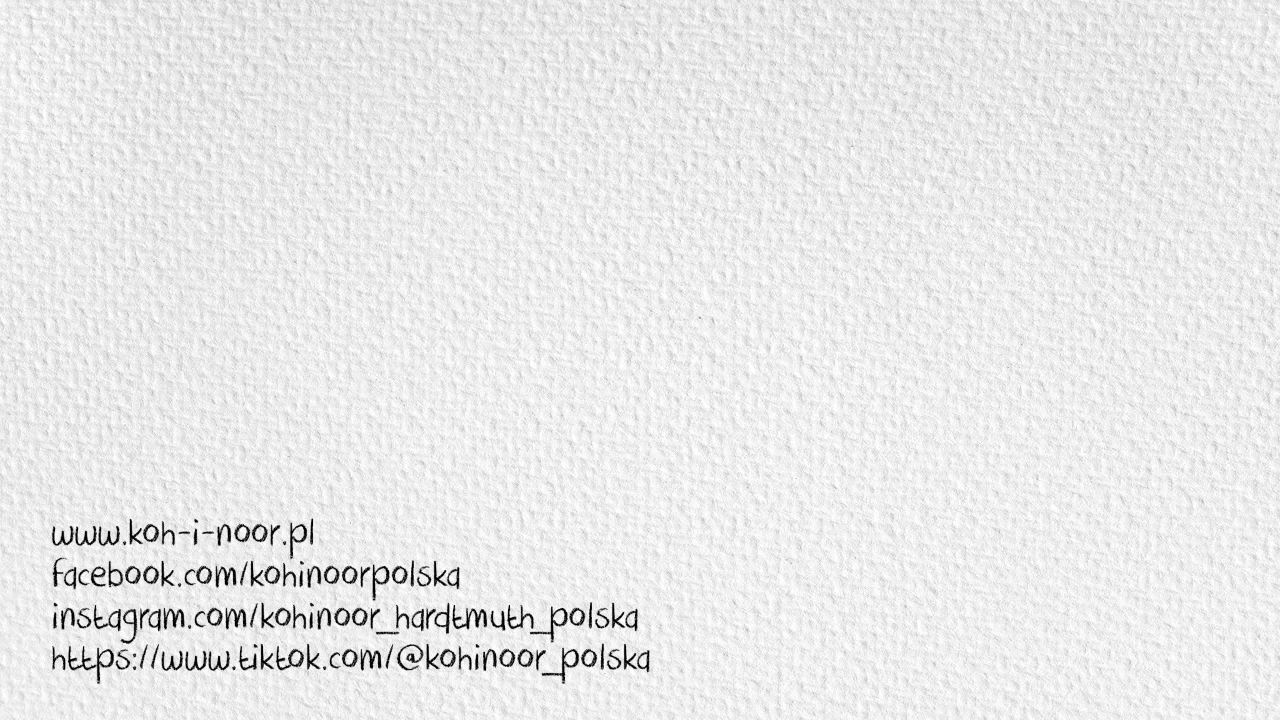 www.koh-i-noor.pl
facebook.com/kohinoorpolska
instagram.com/kohinoor_hardtmuth_polska
https://www.tiktok.com/@kohinoor_polska